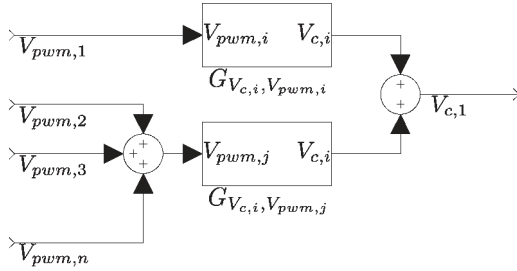 V_{pwm,1}
V_{pwm,i} V_{c,i}
G_{V_{c,i},V_{pwm,i}}
+
+
V_{c,1}
V_{pwm,2}
V_{pwm,3}
+
+ +
V_{pwm,j} V_{c,i}
G_{V_{c,i},V_{pwm,j}}
V_{pwm,n}